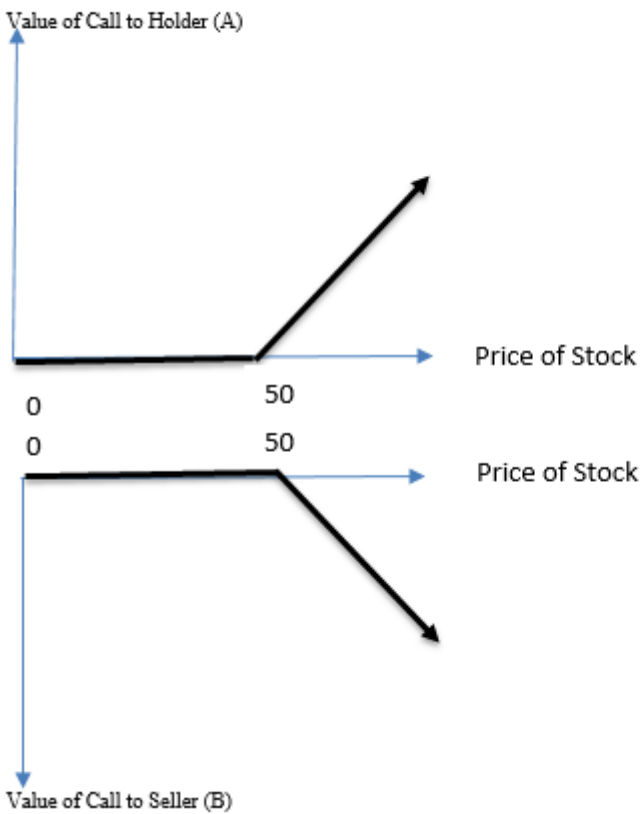 Value of Call to Holder (A)
Price of Stock
0
50
0
50
Price of Stock
Value of Call to Seller (B)